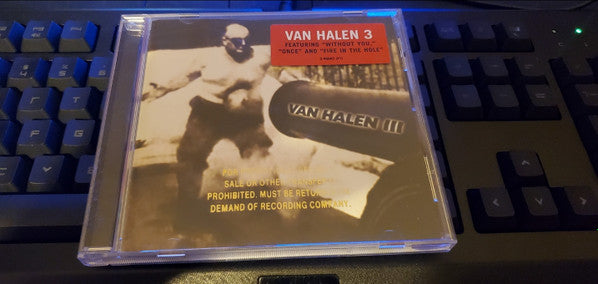 VAN HALEN 3
FEATURING "WITHOUT YOU,"
"ONCE" AND "FIRE IN THE HOLE"
VAN HALEN III
FOR
SALE OR OTHER
PROHIBITED. MUST BE
DEMAND OF RECORDING COMPANY.